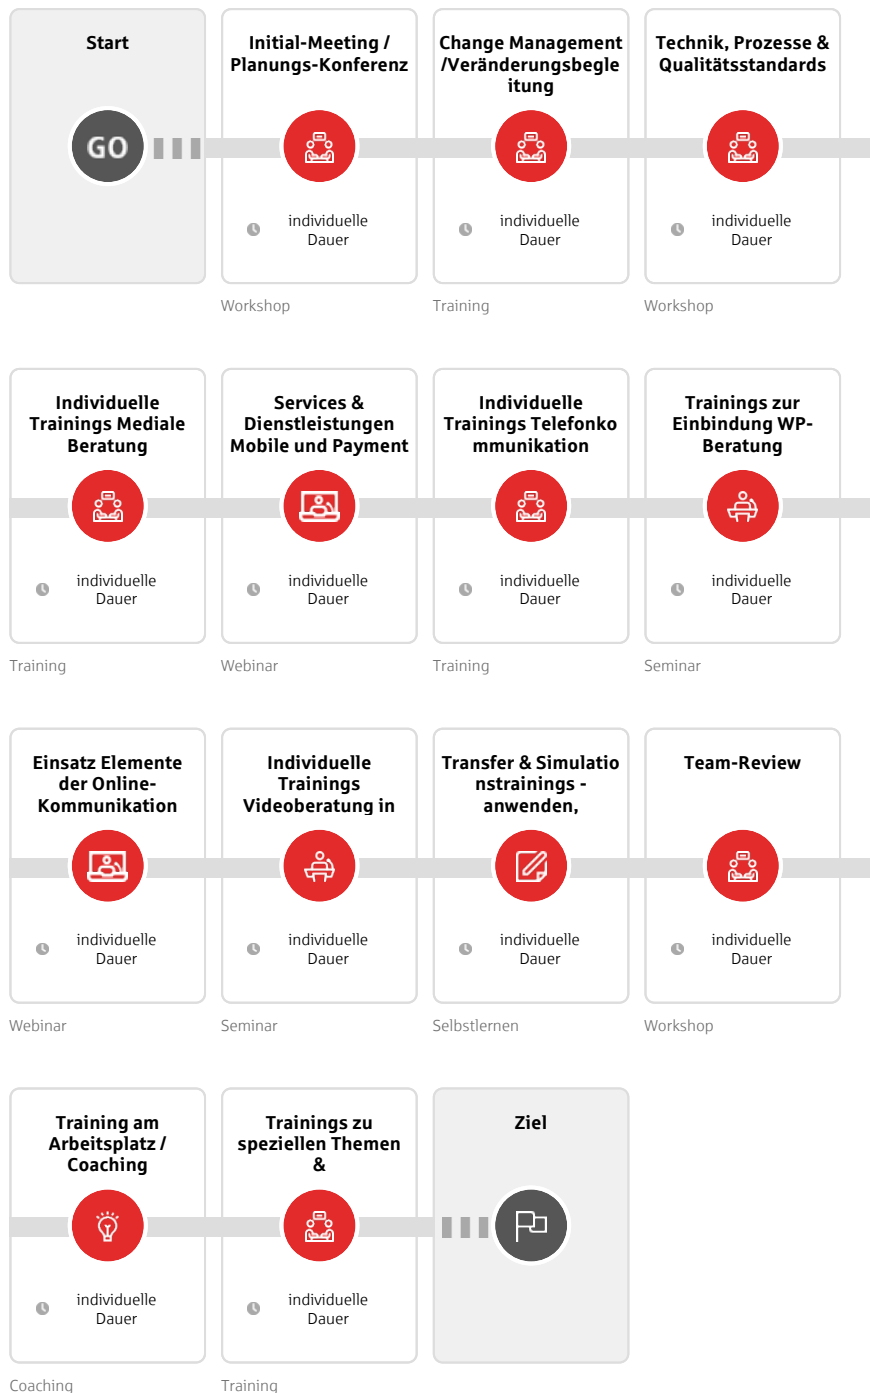 Start
GO
Initial-Meeting /
Planungs-Konferenz
individuelle
Dauer
Workshop
Change Management
/Veränderungsbegle
itung
individuelle
Dauer
Training
Technik, Prozesse &
Qualitätsstandards
individuelle
Dauer
Workshop
Individuelle
Trainings Mediale
Beratung
individuelle
Dauer
Training
Services &
Dienstleistungen
Mobile und Payment
individuelle
Dauer
Webinar
Individuelle
Trainings Telefonko
mmunikation
individuelle
Dauer
Training
Trainings zur
Einbindung WP-
Beratung
individuelle
Dauer
Seminar
Einsatz Elemente
der Online-
Kommunikation
individuelle
Dauer
Webinar
Individuelle
Trainings
Videoberatung in
individuelle
Dauer
Seminar
Transfer & Simulatio
nstrainings -
anwenden,
individuelle
Dauer
Selbstlernen
Team-Review
individuelle
Dauer
Workshop
Training am
Arbeitsplatz /
Coaching
individuelle
Dauer
Coaching
Trainings zu
speziellen Themen
&
individuelle
Dauer
Training
Ziel